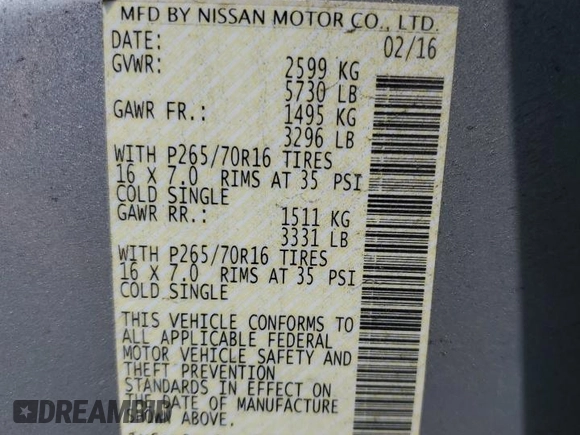 MFD BY NISSAN MOTOR CO., LTD.
DATE: 02/16
GVWR: 2599 KG
5730 LB
GAWR FR.: 1495 KG
3296 LB
WITH P265/70R16 TIRES
16 X 7.0 RIMS AT 35 PSI
COLD SINGLE
GAWR RR.: 1511 KG
3331 LB
WITH P265/70R16 TIRES
16 X 7.0 RIMS AT 35 PSI
COLD SINGLE
THIS VEHICLE CONFORMS TO
ALL APPLICABLE FEDERAL
MOTOR VEHICLE SAFETY AND
THEFT PREVENTION
STANDARDS IN EFFECT ON
THE DATE OF MANUFACTURE
SHOWN ABOVE.
DREAMBID